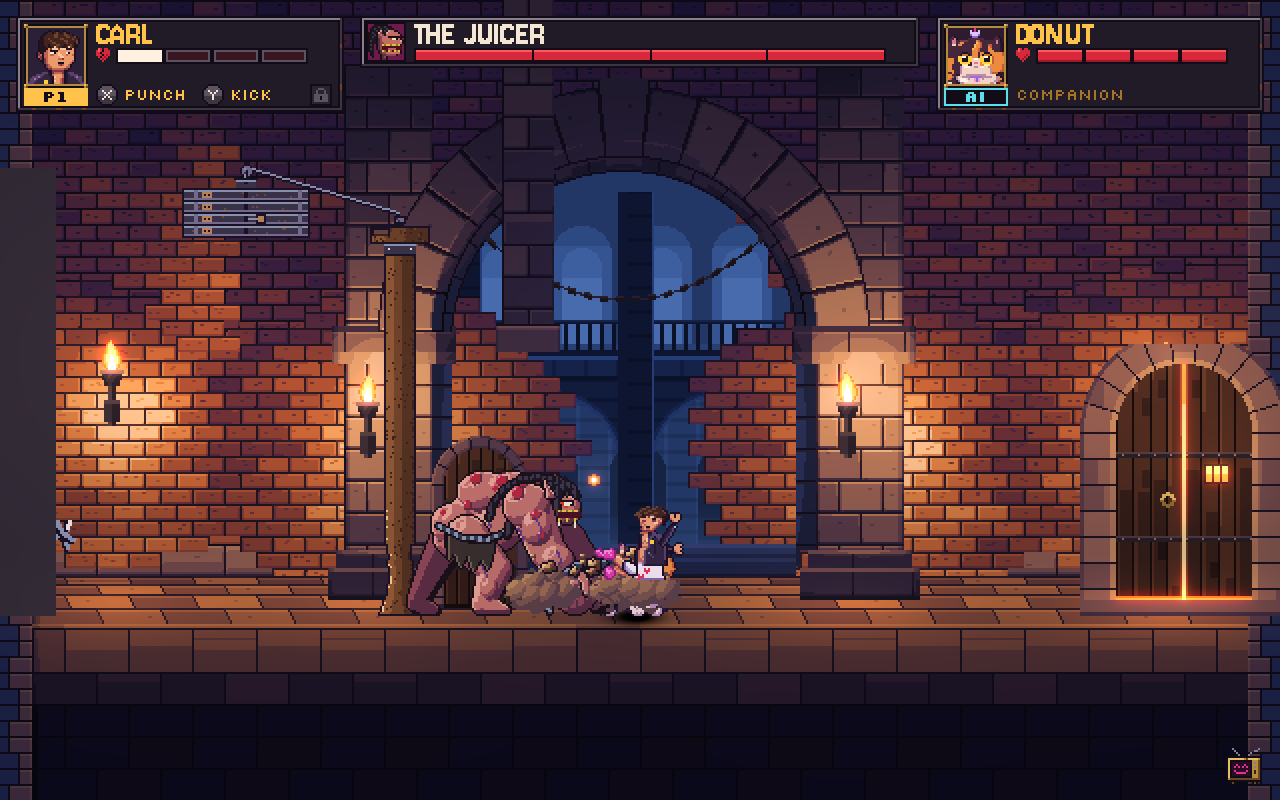 CARL
P1
X PUNCH Y KICK
THE JUICER
DONUT
AI
COMPANION